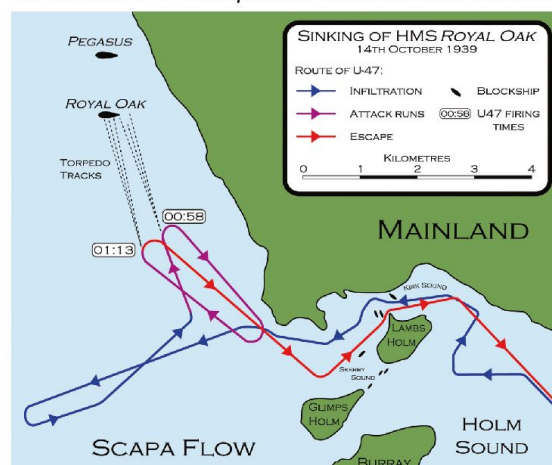 SINKING OF HMS ROYAL OAK
14TH OCTOBER 1939
ROUTE OF U-47:
INFILTRATION
BLOCKSHIP
ATTACK RUNS
00:58 U47 FIRING
TIMES
ESCAPE
KILOMETRES
0 1 2 3 4
PEGASUS
ROYAL OAK
TORPEDO
TRACKS
00:58
01:13
MAINLAND
KIRK SOUND
LAMBS
HOLM
SKERRY
SOUND
GLIMPS
HOLM
HOLM
SOUND
SCAPA FLOW
BURRAY